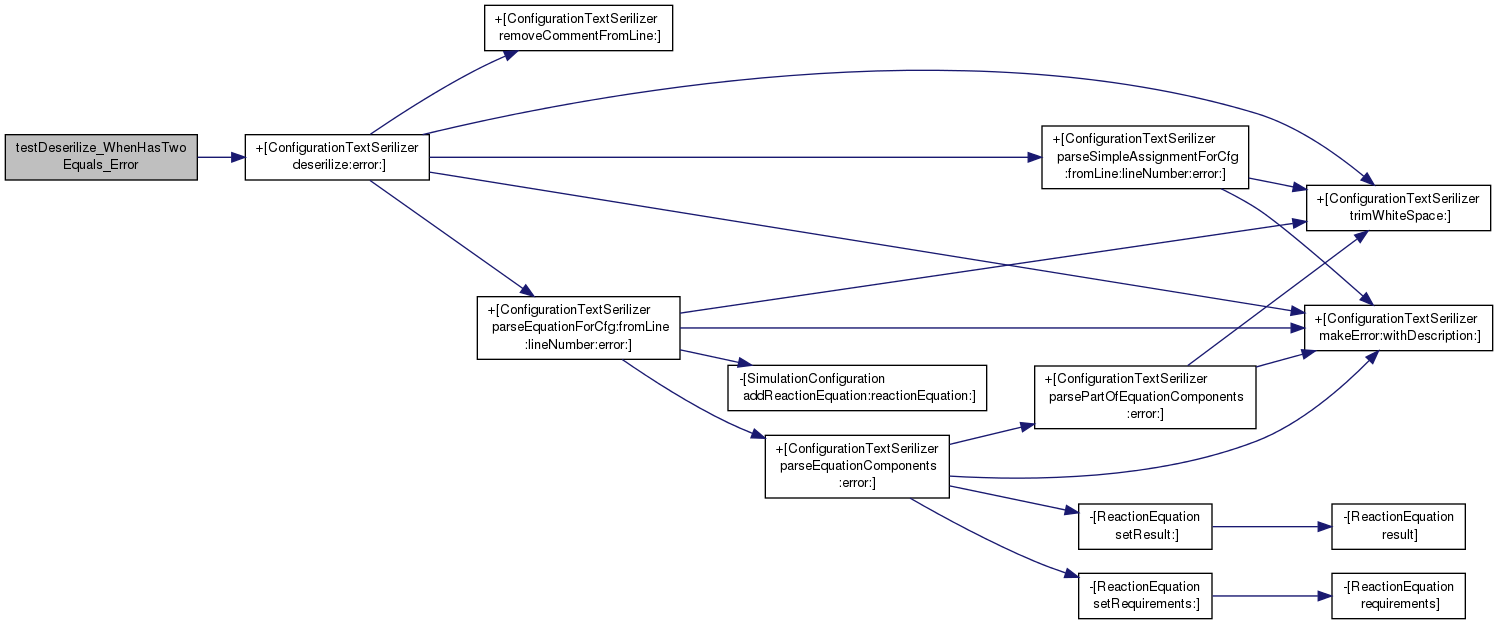 testDeserilize_WhenHasTwo
Equals_Error
+[ConfigurationTextSerilizer
deserilize:error:]
+[ConfigurationTextSerilizer
removeCommentFromLine:]
+[ConfigurationTextSerilizer
parseEquationForCfg:fromLine
:lineNumber:error:]
-[SimulationConfiguration
addReactionEquation:reactionEquation:]
+[ConfigurationTextSerilizer
parseEquationComponents
:error:]
+[ConfigurationTextSerilizer
parseSimpleAssignmentForCfg
:fromLine:lineNumber:error:]
+[ConfigurationTextSerilizer
parsePartOfEquationComponents
:error:]
-[ReactionEquation
setResult:]
-[ReactionEquation
setRequirements:]
+[ConfigurationTextSerilizer
trimWhiteSpace:]
+[ConfigurationTextSerilizer
makeError:withDescription:]
-[ReactionEquation
result]
-[ReactionEquation
requirements]